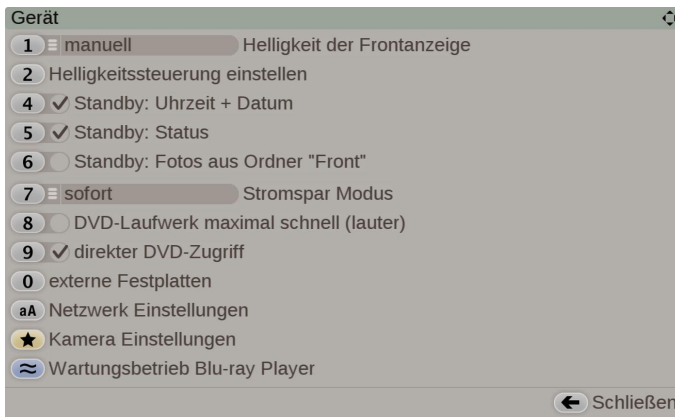 Gerät
1 manuell Helligkeit der Frontanzeige
2 Helligkeitssteuerung einstellen
4 Standby: Uhrzeit + Datum
5 Standby: Status
6 Standby: Fotos aus Ordner "Front"
7 sofort Stromspar Modus
8 DVD-Laufwerk maximal schnell (lauter)
9 direkter DVD-Zugriff
0 externe Festplatten
aA Netzwerk Einstellungen
Kamera Einstellungen
Wartungsbetrieb Blu-ray Player
Schließen